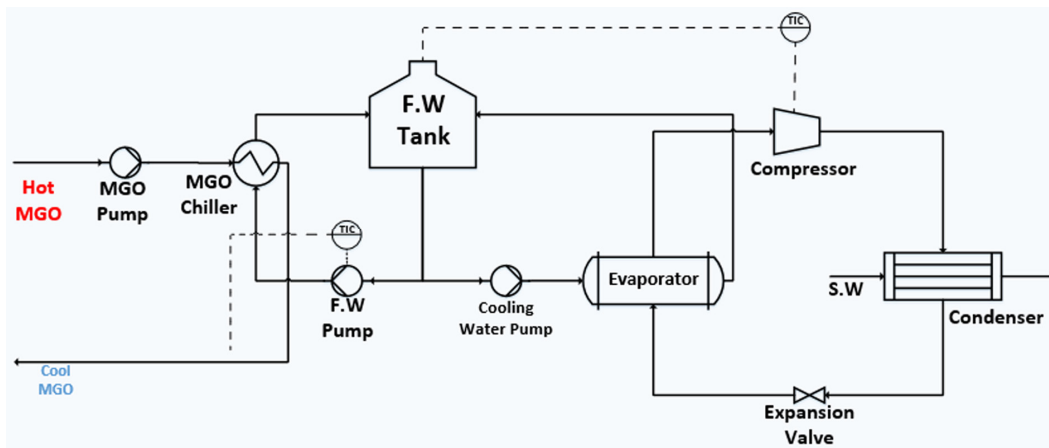 TIC
F.W
Tank
Compressor
Hot
MGO
MGO
Pump
MGO
Chiller
TIC
F.W
Pump
Cooling
Water Pump
Evaporator
S.W
Condenser
Cool
MGO
Expansion
Valve